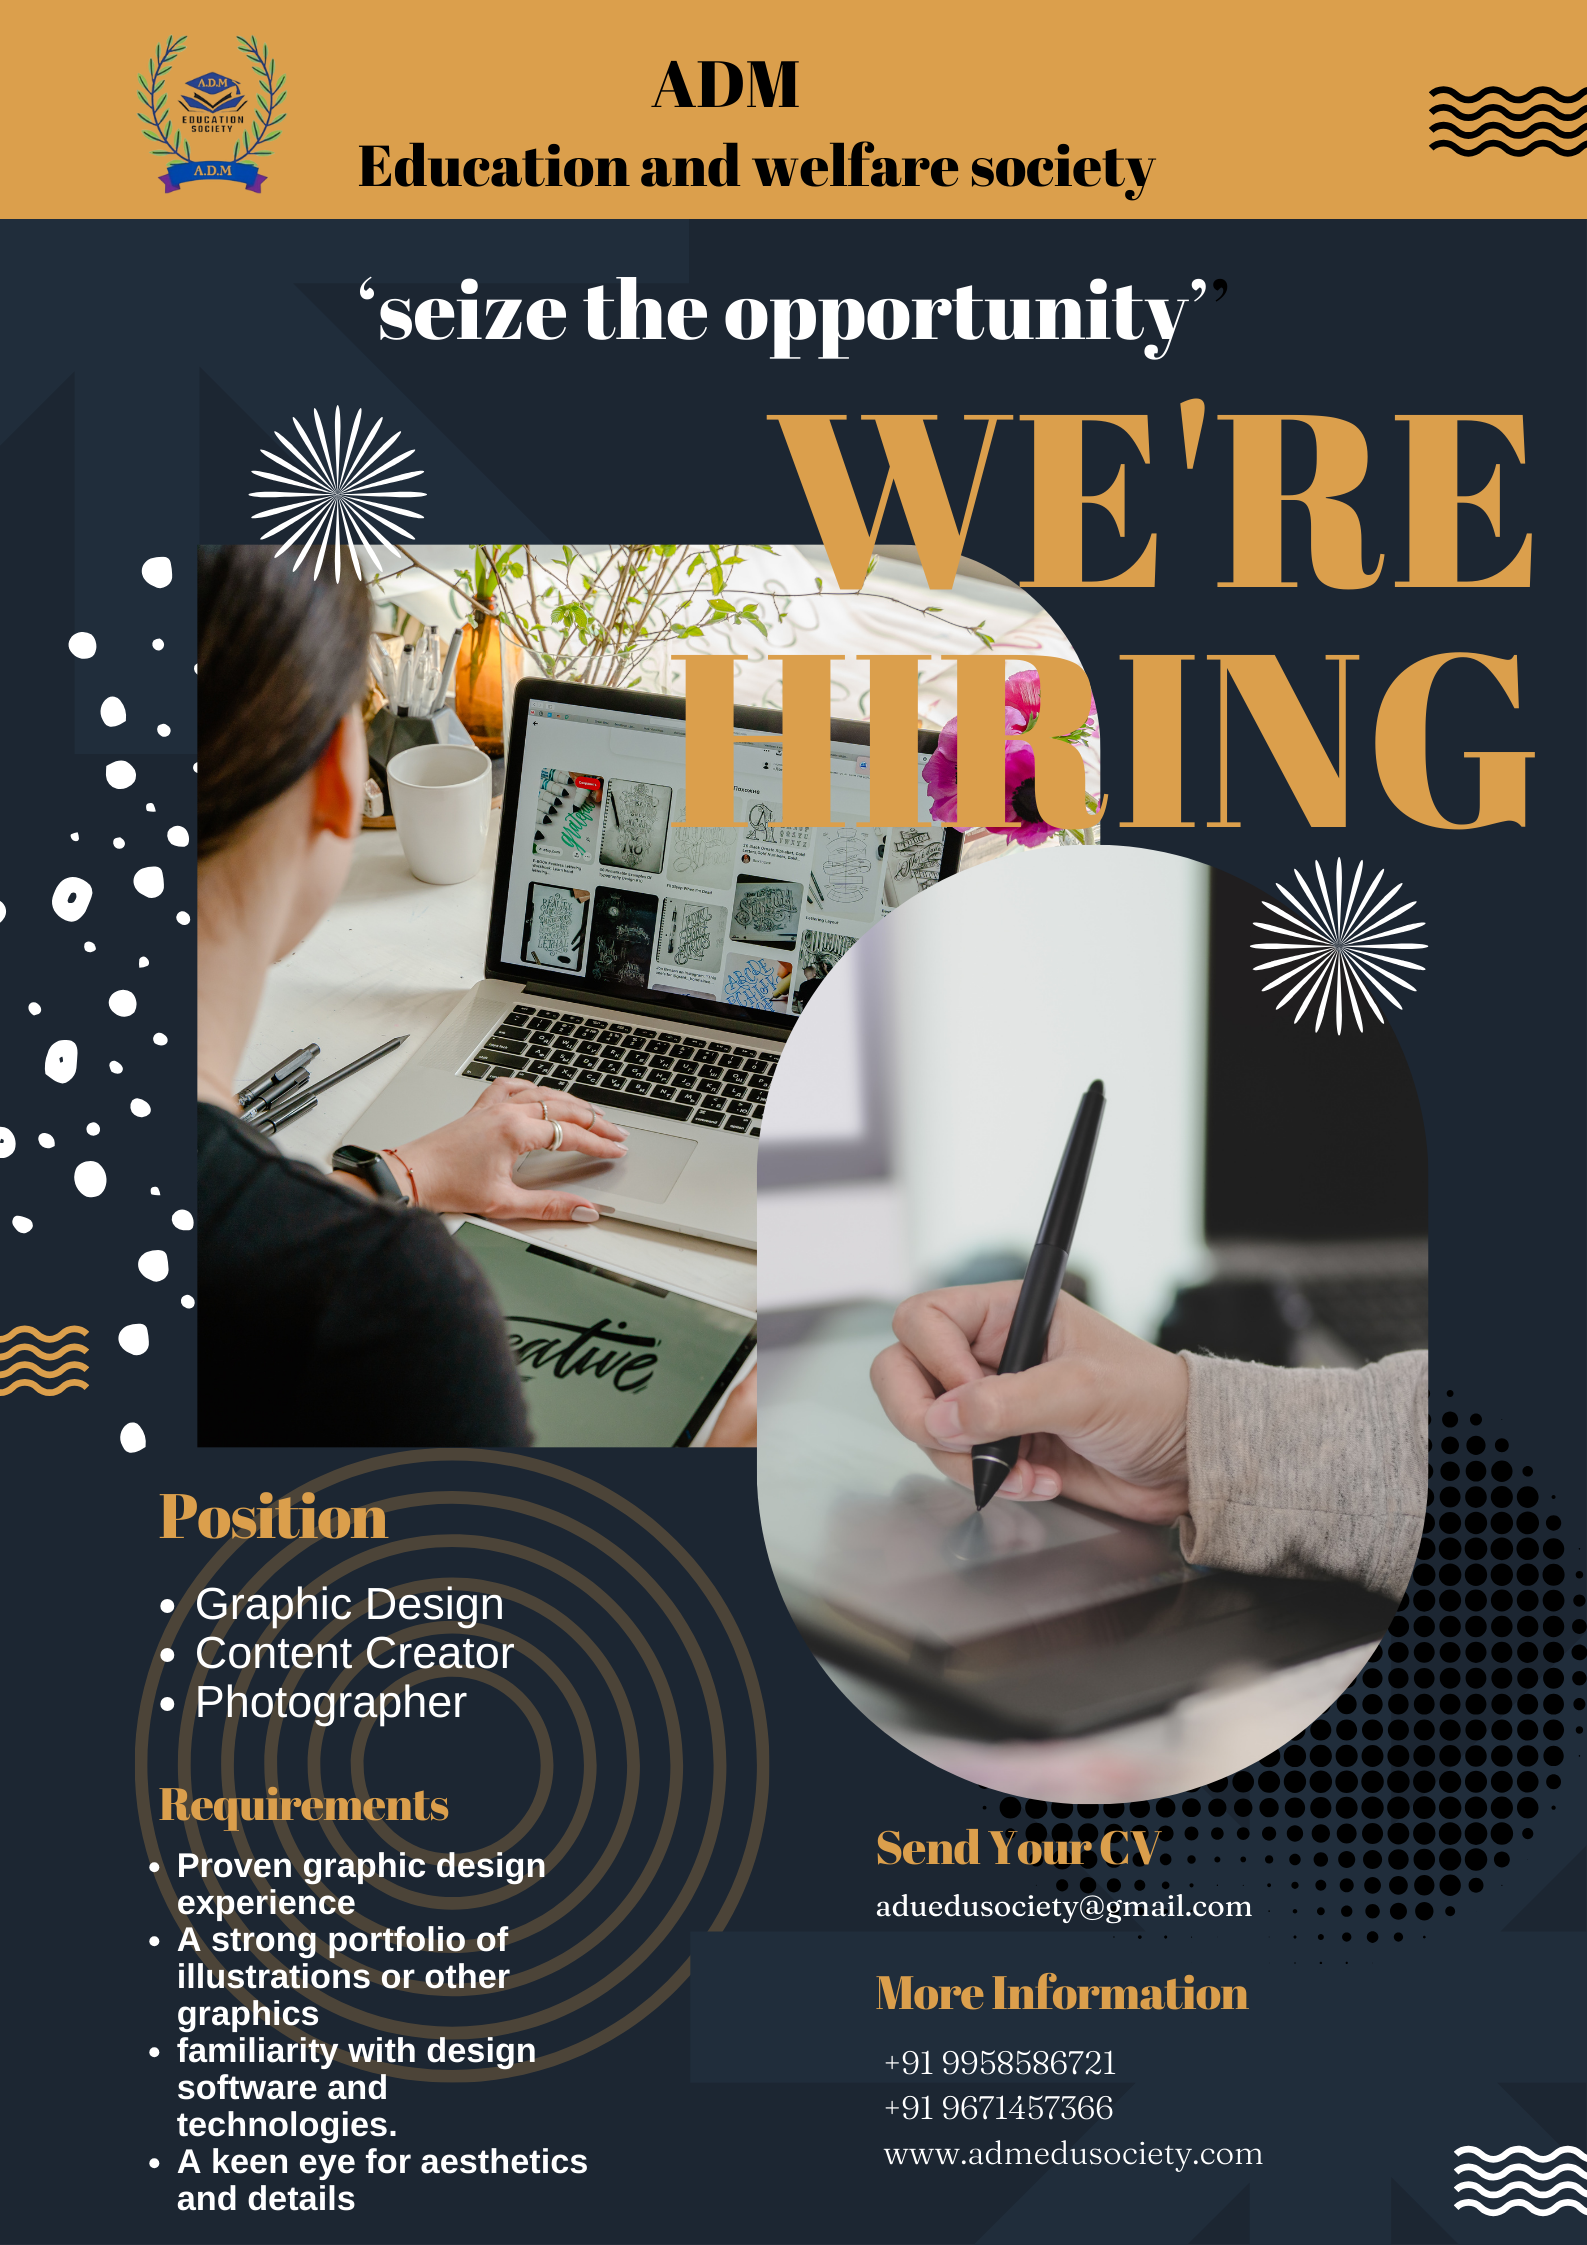 A.D.M
EDUCATION
SOCIETY
A.D.M
ADM
Education and welfare society
‘seize the opportunity’’
WE'RE
HIRING
Похожие
eative
Position
• Graphic Design
• Content Creator
• Photographer
Requirements
• Proven graphic design
experience
• A strong portfolio of
illustrations or other
graphics
• familiarity with design
software and
technologies.
• A keen eye for aesthetics
and details
Send Your CV
aduedusociety@gmail.com
More Information
+91 9958586721
+91 9671457366
www.admedusociety.com